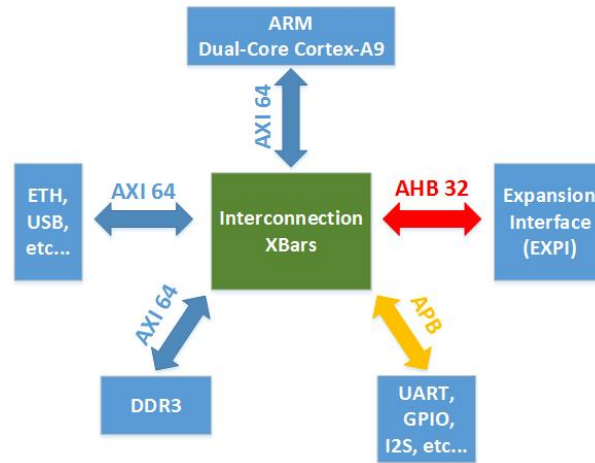 ARM
Dual-Core Cortex-A9
AXI 64
ETH,
USB,
etc...
AXI 64
Interconnection
XBars
AHB 32
Expansion
Interface
(EXPI)
AXI 64
APB
DDR3
UART,
GPIO,
I2S, etc...